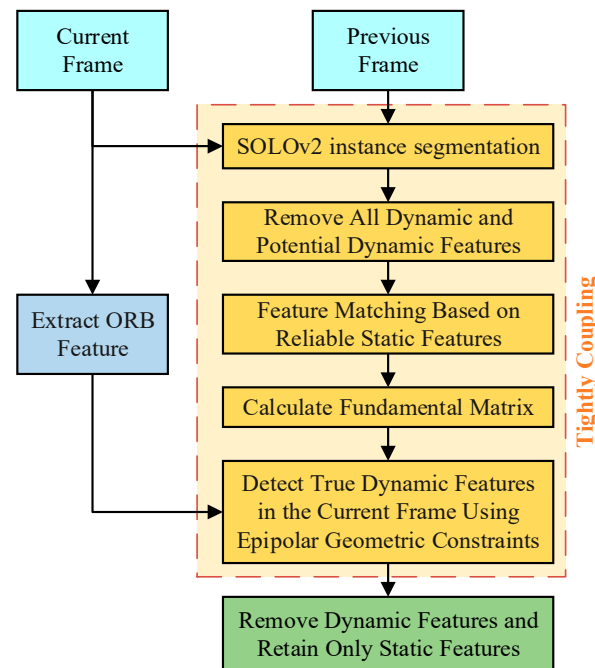 Current
Frame
Previous
Frame
SOLOv2 instance segmentation
Remove All Dynamic and
Potential Dynamic Features
Extract ORB
Feature
Feature Matching Based on
Reliable Static Features
Calculate Fundamental Matrix
Detect True Dynamic Features
in the Current Frame Using
Epipolar Geometric Constraints
Tightly Coupling
Remove Dynamic Features and
Retain Only Static Features